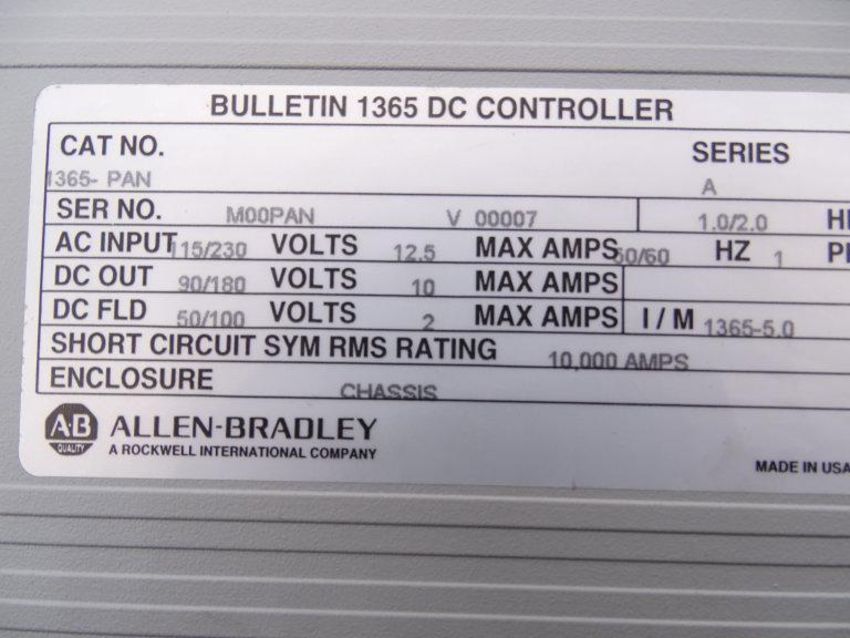 BULLETIN 1365 DC CONTROLLER
CAT NO. SERIES
1365- PAN A
SER NO. M00PAN V 00007 1.0/2.0
AC INPUT 115/230 VOLTS 12.5 MAX AMPS 50/60 HZ 1
DC OUT 90/180 VOLTS 10 MAX AMPS
DC FLD 50/100 VOLTS 2 MAX AMPS I / M 1365-5.0
SHORT CIRCUIT SYM RMS RATING 10,000 AMPS
ENCLOSURE CHASSIS
A-B QUALITY ALLEN-BRADLEY
A ROCKWELL INTERNATIONAL COMPANY
MADE IN USA